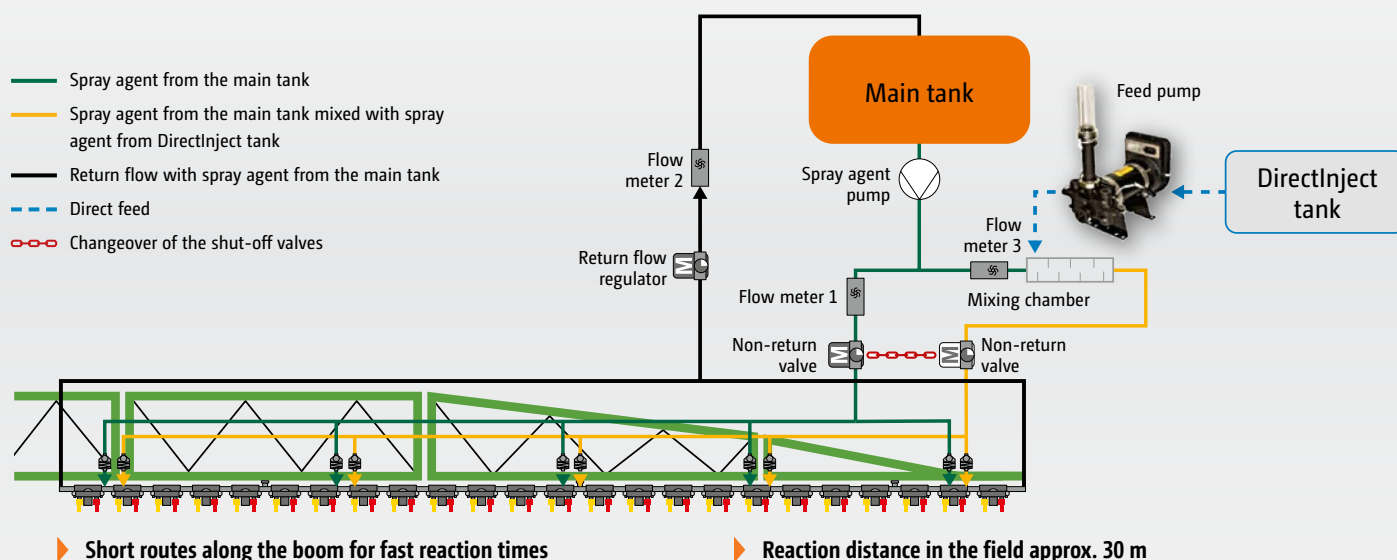 Spray agent from the main tank
Spray agent from the main tank mixed with spray
agent from DirectInject tank
Return flow with spray agent from the main tank
Direct feed
Changeover of the shut-off valves
Main tank
Feed pump
Flow
meter 2
Spray agent
pump
DirectInject
tank
Flow
meter 3
Return flow
regulator
M
Flow meter 1
Mixing chamber
Non-return
valve
M
M
Non-return
valve
Short routes along the boom for fast reaction times
Reaction distance in the field approx. 30 m